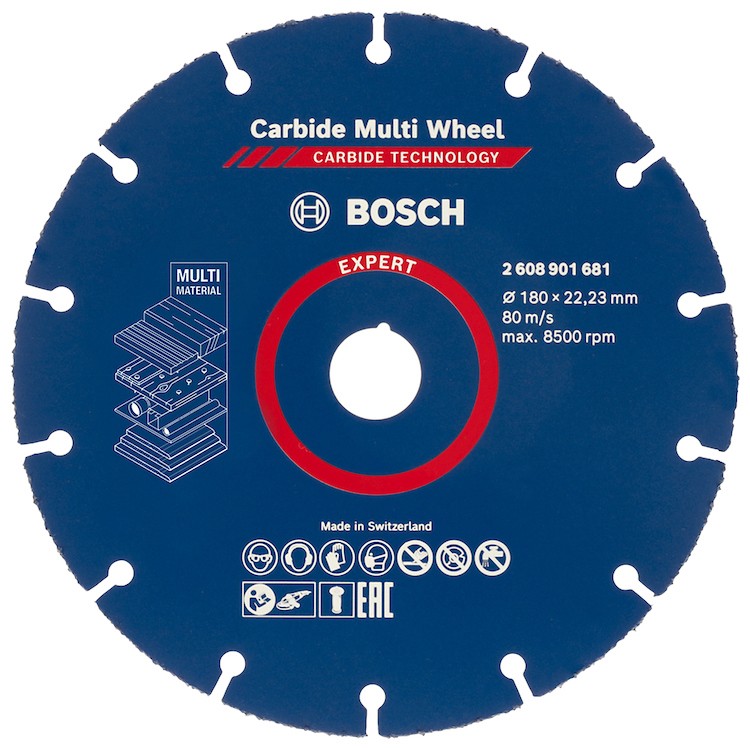 Carbide Multi Wheel
CARBIDE TECHNOLOGY
BOSCH
EXPERT
MULTI
MATERIAL
2 608 901 681
Ø 180 × 22,23 mm
80 m/s
max. 8500 rpm
Made in Switzerland
EAC